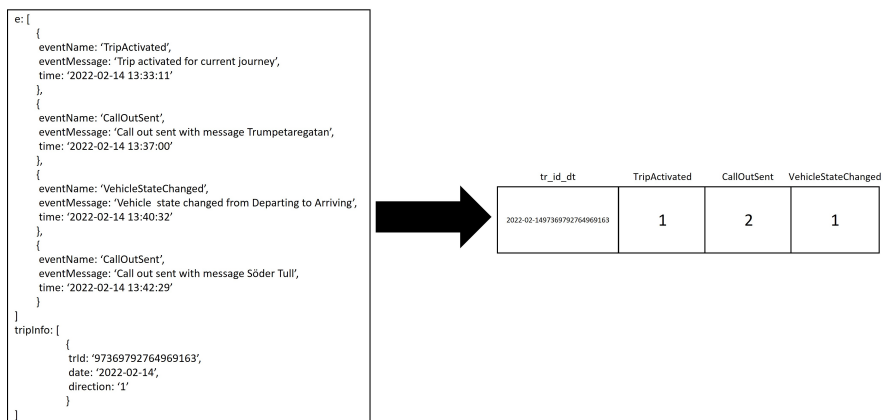 e: [
{
eventName: ‘TripActivated’,
eventMessage: ‘Trip activated for current journey’,
time: ‘2022-02-14 13:33:11’
},
{
eventName: ‘CallOutSent’,
eventMessage: ‘Call out sent with message Trumpetaregatan’,
time: ‘2022-02-14 13:37:00’
},
{
eventName: ‘VehicleStateChanged’,
eventMessage: ‘Vehicle state changed from Departing to Arriving’,
time: ‘2022-02-14 13:40:32’
},
{
eventName: ‘CallOutSent’,
eventMessage: ‘Call out sent with message Söder Tull’,
time: ‘2022-02-14 13:42:29’
}
]
tripInfo: [
{
trId: ‘97369792764969163’,
date: ‘2022-02-14’,
direction: ‘1’
}
]
tr_id_dt TripActivated CallOutSent VehicleStateChanged
2022-02-1497369792764969163 1 2 1